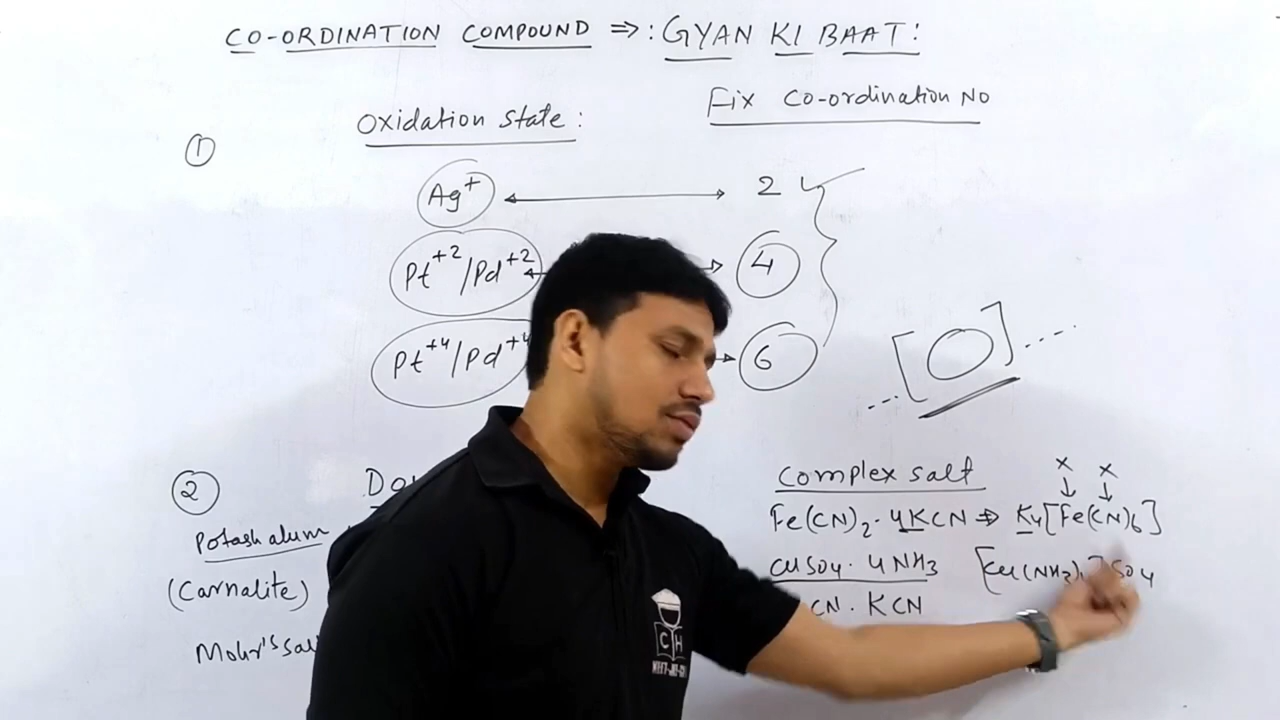 CO-ORDINATION COMPOUND ⇒ : GYAN KI BAAT :
Oxidation State :
Fix Co-ordination No
①
Ag⁺ ↔ 2
Pt⁺²/Pd⁺² ↔ 4
Pt⁺⁴/Pd⁺⁴ → 6
[ ]
②
Complex salt
x x
Potash alum
Fe(CN)₂ · 4KCN ⇒ K₄[Fe(CN)₆]
(Carnalite)
CuSO₄ · 4NH₃
SO₄
Mohr's Salt
CN · KCN
C H